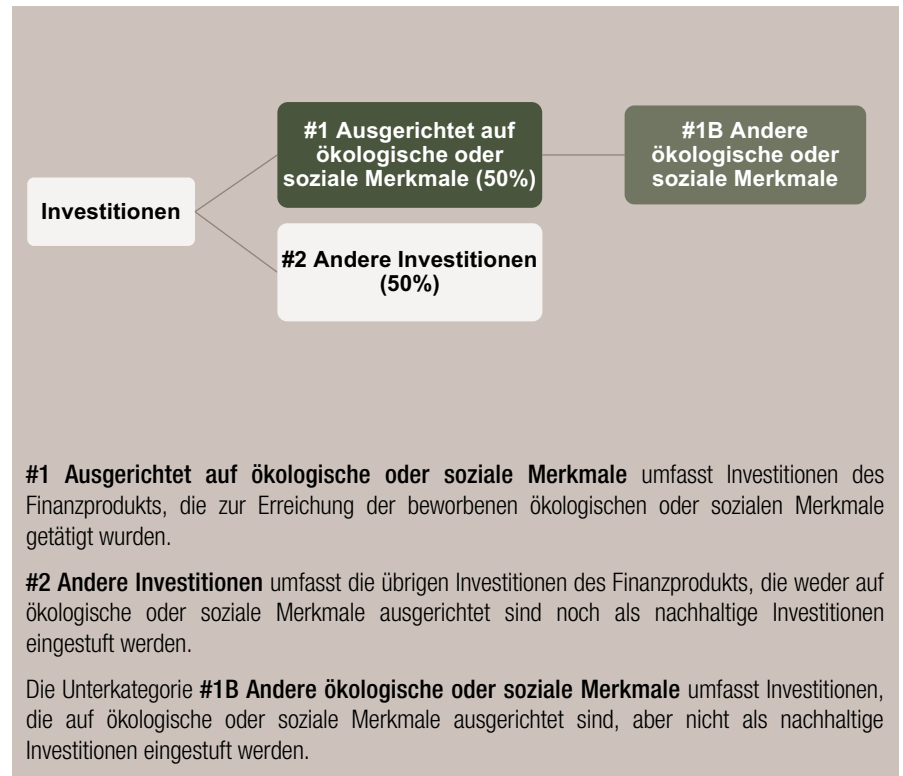 #1 Ausgerichtet auf
ökologische oder
soziale Merkmale (50%)
#1B Andere
ökologische oder
soziale Merkmale
Investitionen
#2 Andere Investitionen
(50%)
#1 Ausgerichtet auf ökologische oder soziale Merkmale umfasst Investitionen des
Finanzprodukts, die zur Erreichung der beworbenen ökologischen oder sozialen Merkmale
getätigt wurden.
#2 Andere Investitionen umfasst die übrigen Investitionen des Finanzprodukts, die weder auf
ökologische oder soziale Merkmale ausgerichtet sind noch als nachhaltige Investitionen
eingestuft werden.
Die Unterkategorie #1B Andere ökologische oder soziale Merkmale umfasst Investitionen,
die auf ökologische oder soziale Merkmale ausgerichtet sind, aber nicht als nachhaltige
Investitionen eingestuft werden.